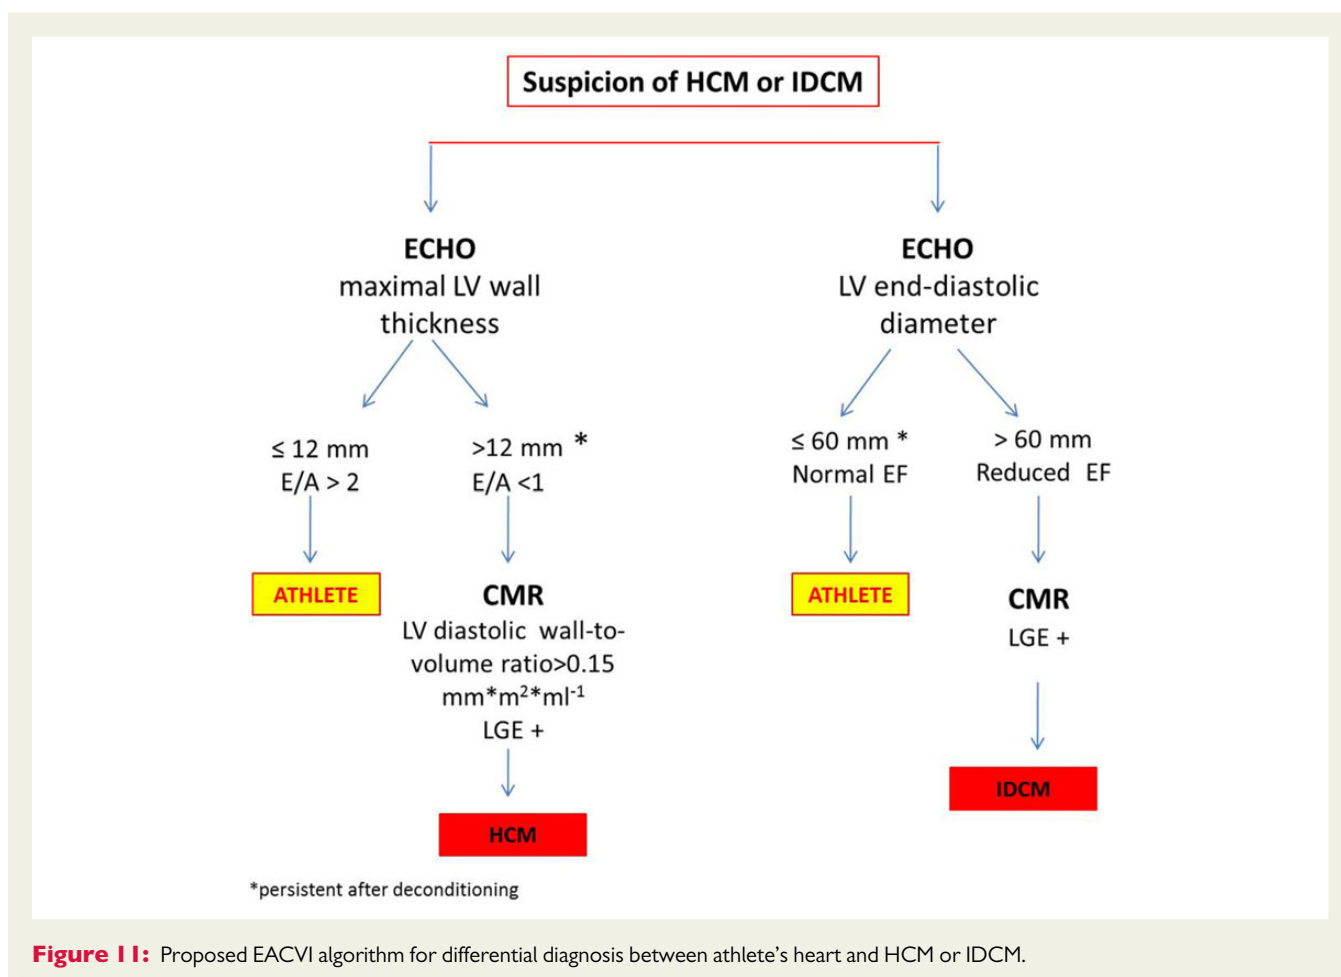 Suspicion of HCM or IDCM
ECHO
maximal LV wall
thickness
≤ 12 mm
E/A > 2
ATHLETE
>12 mm *
E/A <1
CMR
LV diastolic wall-to-
volume ratio>0.15
mm*m²*ml⁻¹
LGE +
HCM
ECHO
LV end-diastolic
diameter
≤ 60 mm *
Normal EF
ATHLETE
> 60 mm
Reduced EF
CMR
LGE +
IDCM
*persistent after deconditioning
Figure 11: Proposed EACVI algorithm for differential diagnosis between athlete's heart and HCM or IDCM.